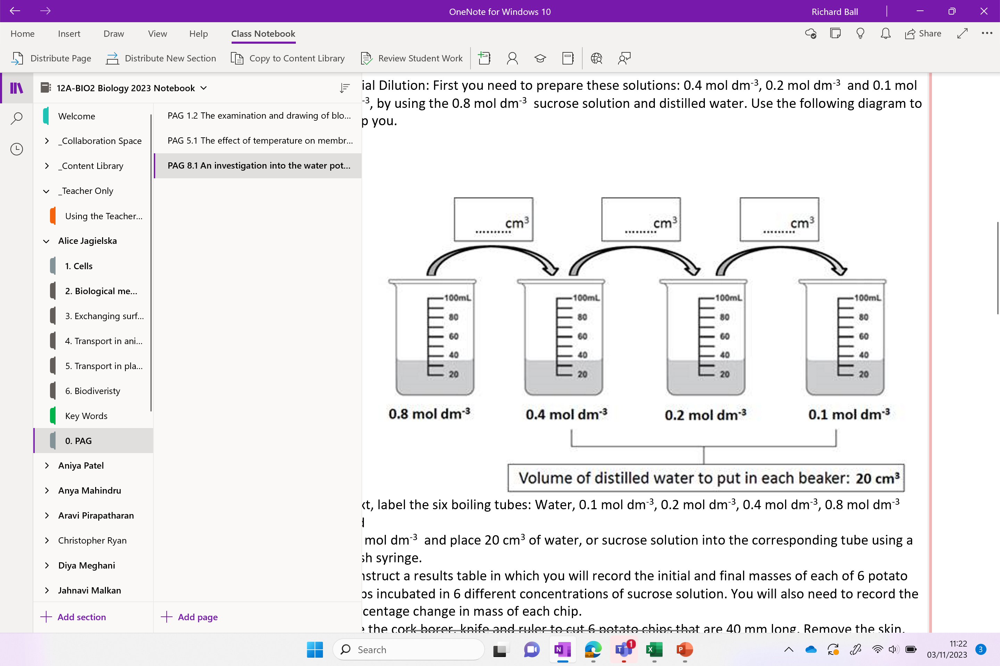 OneNote for Windows 10
Richard Ball
Home Insert Draw View Help Class Notebook
Share
Distribute Page Distribute New Section Copy to Content Library Review Student Work
12A-BIO2 Biology 2023 Notebook
Welcome
_Collaboration Space
_Content Library
_Teacher Only
Using the Teacher...
Alice Jagielska
1. Cells
2. Biological me...
3. Exchanging surf...
4. Transport in ani...
5. Transport in pla...
6. Biodiveristy
Key Words
0. PAG
Aniya Patel
Anya Mahindru
Aravi Pirapatharan
Christopher Ryan
Diya Meghani
Jahnavi Malkan
Add section
PAG 1.2 The examination and drawing of blo...
PAG 5.1 The effect of temperature on membr...
PAG 8.1 An investigation into the water pot...
Add page
ial Dilution: First you need to prepare these solutions: 0.4 mol dm⁻³, 0.2 mol dm⁻³ and 0.1 mol
⁻³, by using the 0.8 mol dm⁻³ sucrose solution and distilled water. Use the following diagram to
p you.
..........cm³ .........cm³ .........cm³
100mL 100mL 100mL 100mL
80 80 80 80
60 60 60 60
40 40 40 40
20 20 20 20
0.8 mol dm⁻³ 0.4 mol dm⁻³ 0.2 mol dm⁻³ 0.1 mol dm⁻³
Volume of distilled water to put in each beaker: 20 cm³
xt, label the six boiling tubes: Water, 0.1 mol dm⁻³, 0.2 mol dm⁻³, 0.4 mol dm⁻³, 0.8 mol dm⁻³
d
mol dm⁻³ and place 20 cm³ of water, or sucrose solution into the corresponding tube using a
sh syringe.
nstruct a results table in which you will record the initial and final masses of each of 6 potato
ps incubated in 6 different concentrations of sucrose solution. You will also need to record the
centage change in mass of each chip.
e the cork borer, knife and ruler to cut 6 potato chips that are 40 mm long. Remove the skin.
Search
N
T 1
X
P
11:22
03/11/2023
3